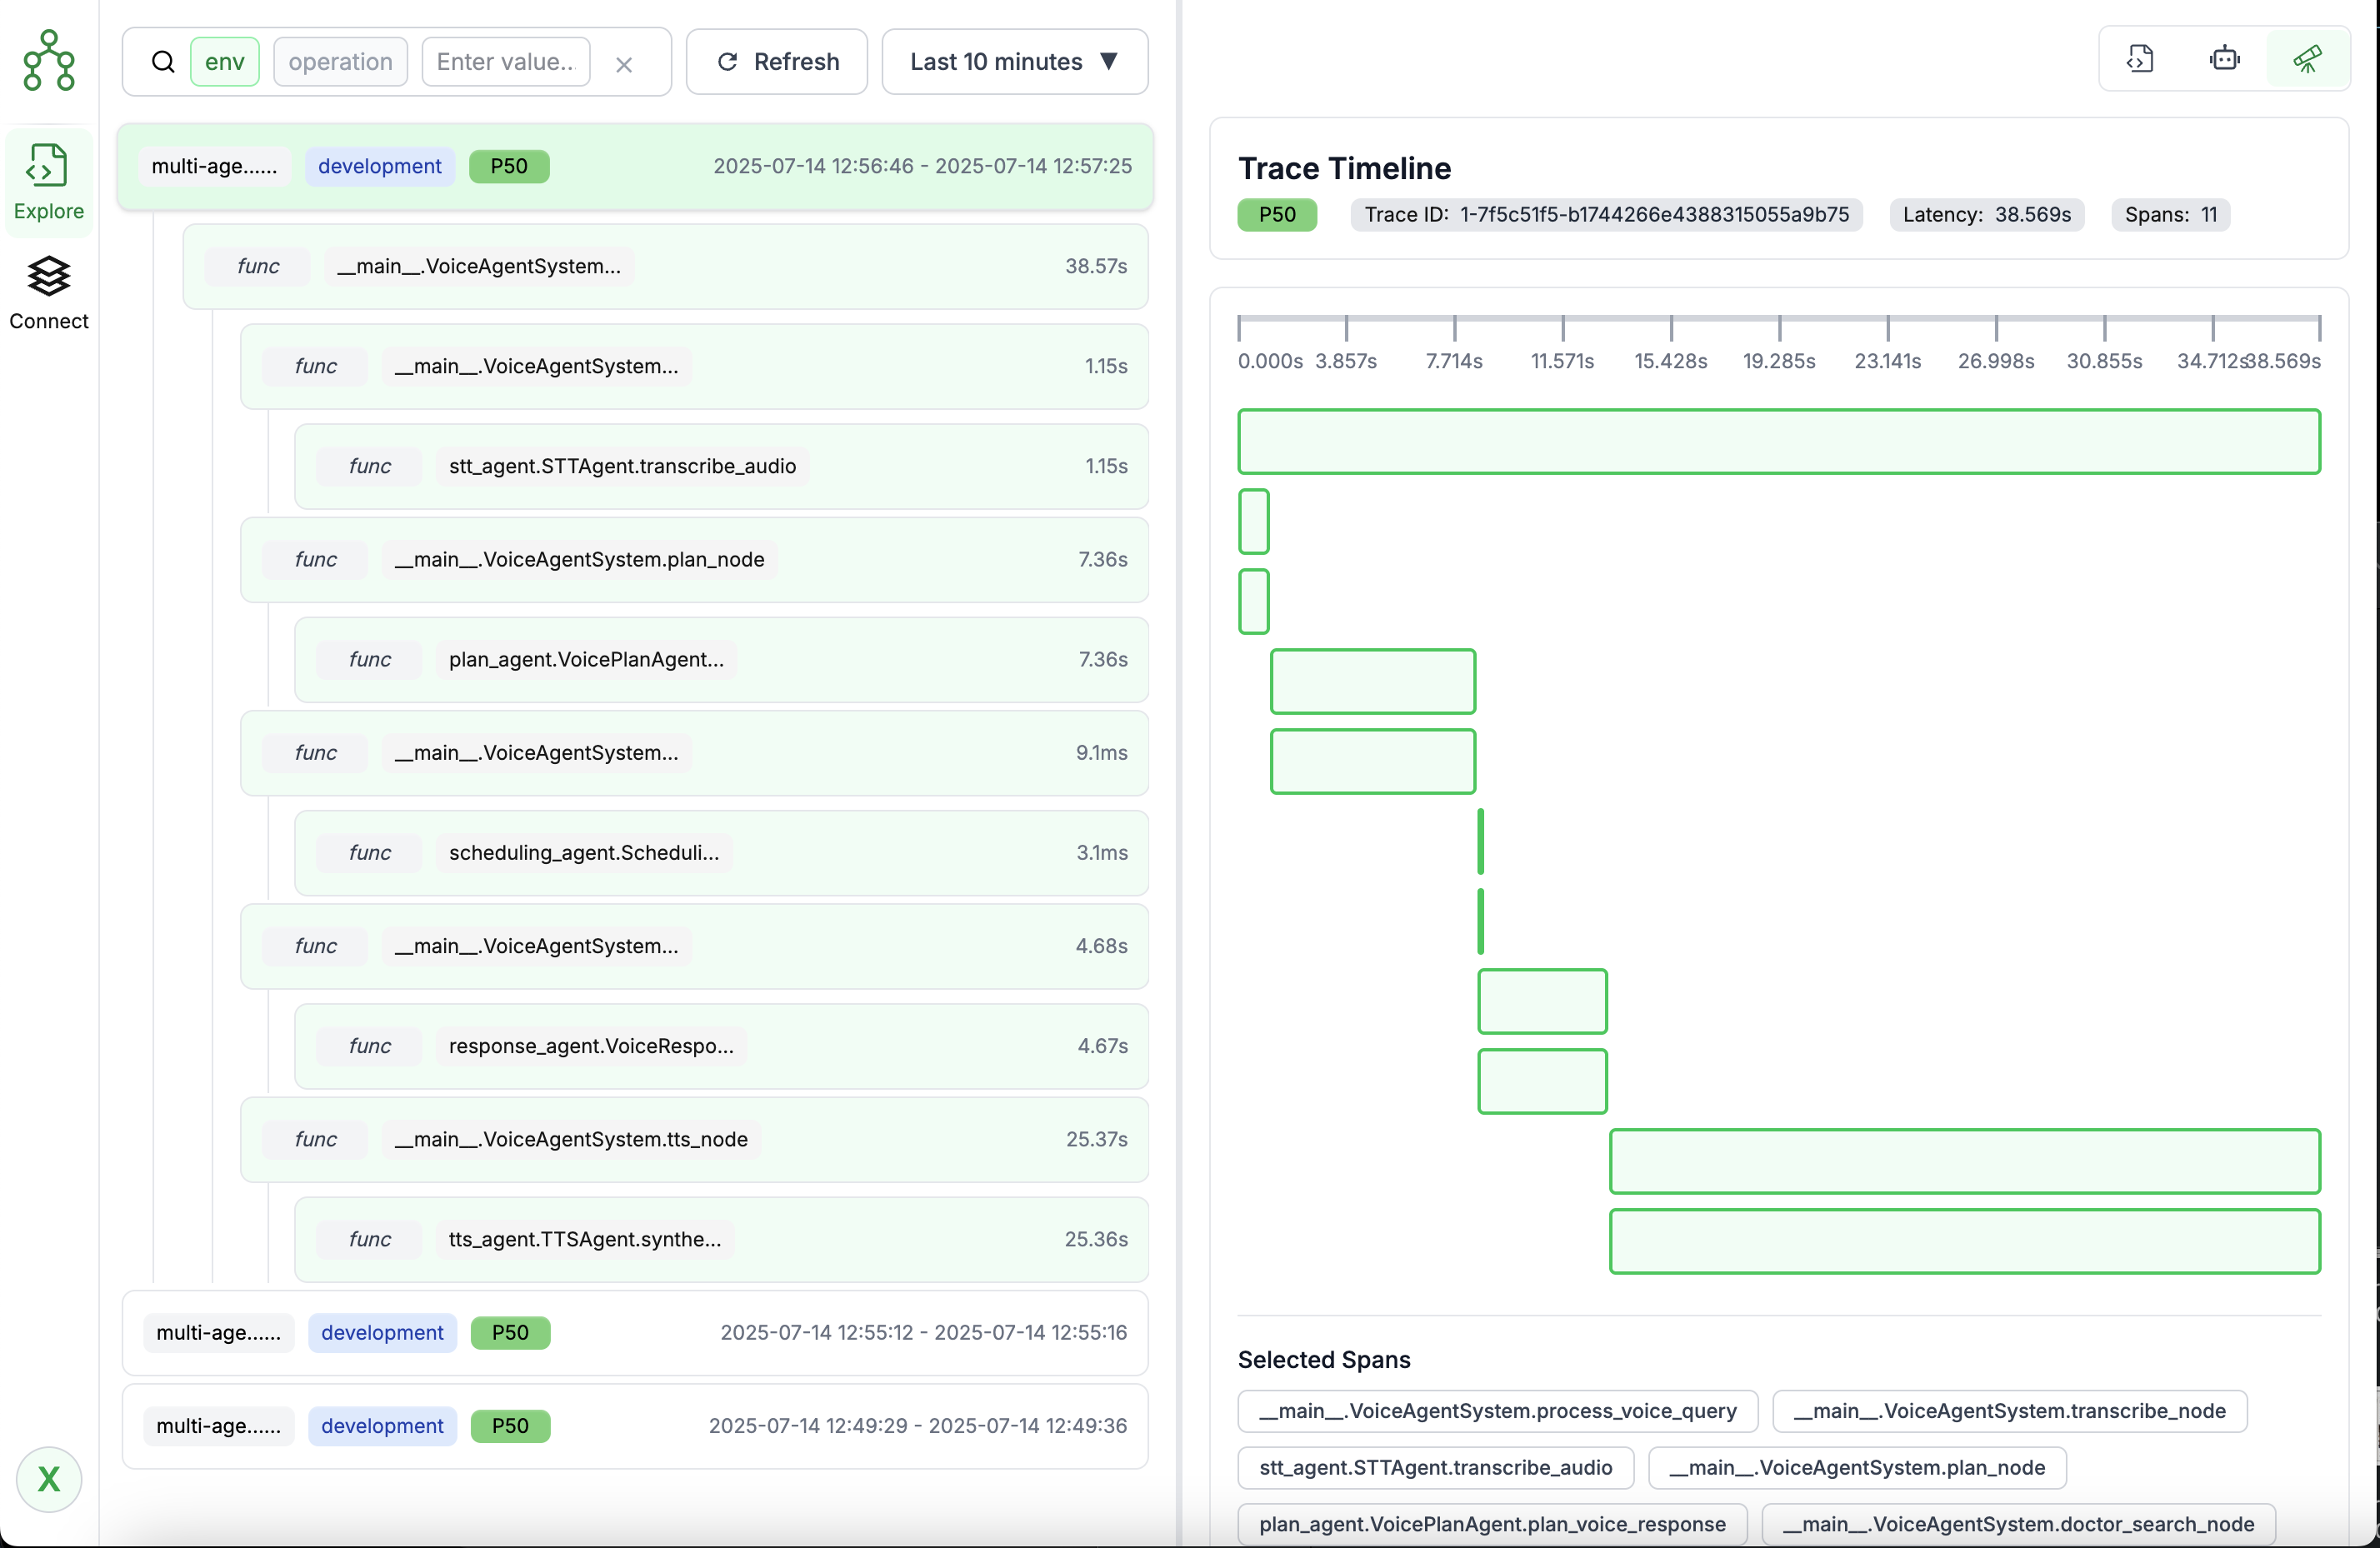 env operation Enter value... × Refresh Last 10 minutes ▼
Explore
Connect
multi-age...... development P50 2025-07-14 12:56:46 - 2025-07-14 12:57:25
func __main__.VoiceAgentSystem... 38.57s
func __main__.VoiceAgentSystem... 1.15s
func stt_agent.STTAgent.transcribe_audio 1.15s
func __main__.VoiceAgentSystem.plan_node 7.36s
func plan_agent.VoicePlanAgent... 7.36s
func __main__.VoiceAgentSystem... 9.1ms
func scheduling_agent.Scheduli... 3.1ms
func __main__.VoiceAgentSystem... 4.68s
func response_agent.VoiceRespo... 4.67s
func __main__.VoiceAgentSystem.tts_node 25.37s
func tts_agent.TTSAgent.synthe... 25.36s
multi-age...... development P50 2025-07-14 12:55:12 - 2025-07-14 12:55:16
multi-age...... development P50 2025-07-14 12:49:29 - 2025-07-14 12:49:36
X
Trace Timeline
P50 Trace ID: 1-7f5c51f5-b1744266e4388315055a9b75 Latency: 38.569s Spans: 11
0.000s 3.857s 7.714s 11.571s 15.428s 19.285s 23.141s 26.998s 30.855s 34.712s 38.569s
Selected Spans
__main__.VoiceAgentSystem.process_voice_query __main__.VoiceAgentSystem.transcribe_node
stt_agent.STTAgent.transcribe_audio __main__.VoiceAgentSystem.plan_node
plan_agent.VoicePlanAgent.plan_voice_response __main__.VoiceAgentSystem.doctor_search_node